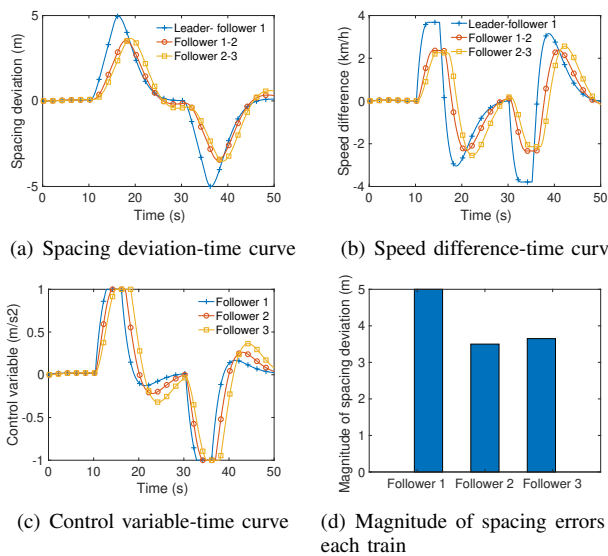 Spacing deviation (m)
5
0
-5
0 10 20 30 40 50
Time (s)
Leader-follower 1
Follower 1-2
Follower 2-3
(a) Spacing deviation-time curve
Speed difference (km/h)
4
2
0
-2
-4
0 10 20 30 40 50
Time (s)
Leader- follower 1
Follower 1-2
Follower 2-3
(b) Speed difference-time curv
Control variable (m/s2)
1
0.5
0
-0.5
-1
0 10 20 30 40 50
Time (s)
Follower 1
Follower 2
Follower 3
(c) Control variable-time curve
Magnitude of spacing deviation (m)
5
4
3
2
1
0
Follower 1 Follower 2 Follower 3
(d) Magnitude of spacing errors
each train